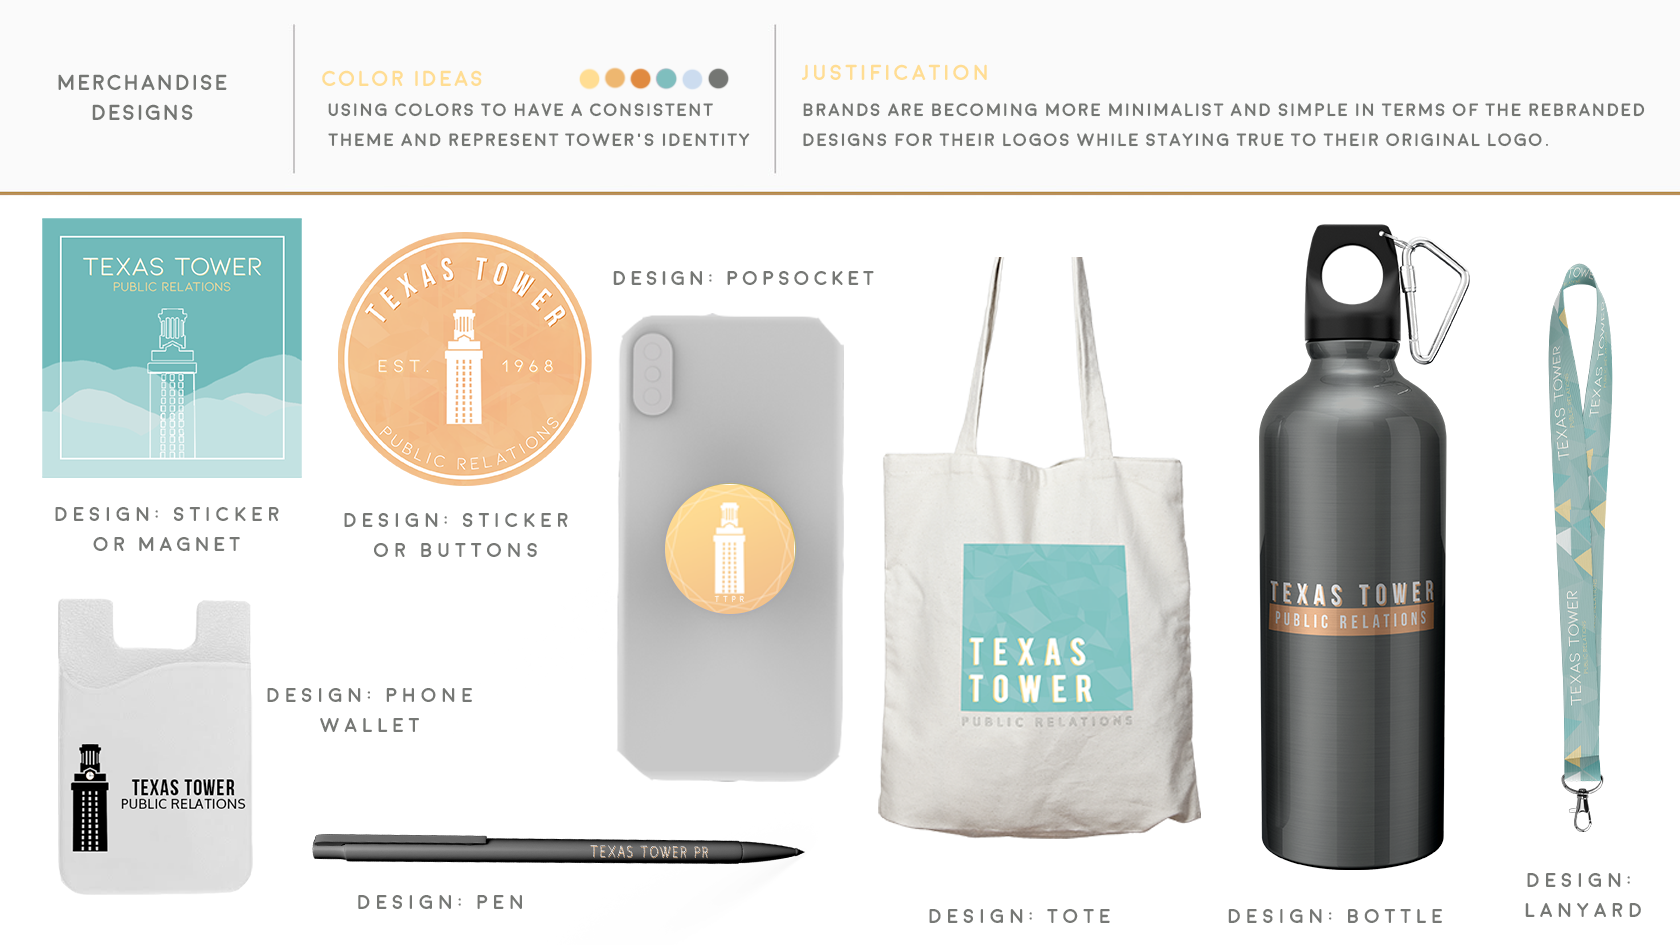 MERCHANDISE
DESIGNS
COLOR IDEAS
USING COLORS TO HAVE A CONSISTENT
THEME AND REPRESENT TOWER'S IDENTITY
JUSTIFICATION
BRANDS ARE BECOMING MORE MINIMALIST AND SIMPLE IN TERMS OF THE REBRANDED
DESIGNS FOR THEIR LOGOS WHILE STAYING TRUE TO THEIR ORIGINAL LOGO.
TEXAS TOWER
PUBLIC RELATIONS
DESIGN: STICKER
OR MAGNET
TEXAS TOWER
EST. 1968
PUBLIC RELATIONS
DESIGN: STICKER
OR BUTTONS
DESIGN: POPSOCKET
TTPR
TEXAS
TOWER
PUBLIC RELATIONS
DESIGN: TOTE
TEXAS TOWER
PUBLIC RELATIONS
DESIGN: BOTTLE
TOWER
TEXAS TOWER
TEXAS TOWER
TEXAS TOWER
DESIGN:
LANYARD
TEXAS TOWER
PUBLIC RELATIONS
DESIGN: PHONE
WALLET
TEXAS TOWER PR
DESIGN: PEN